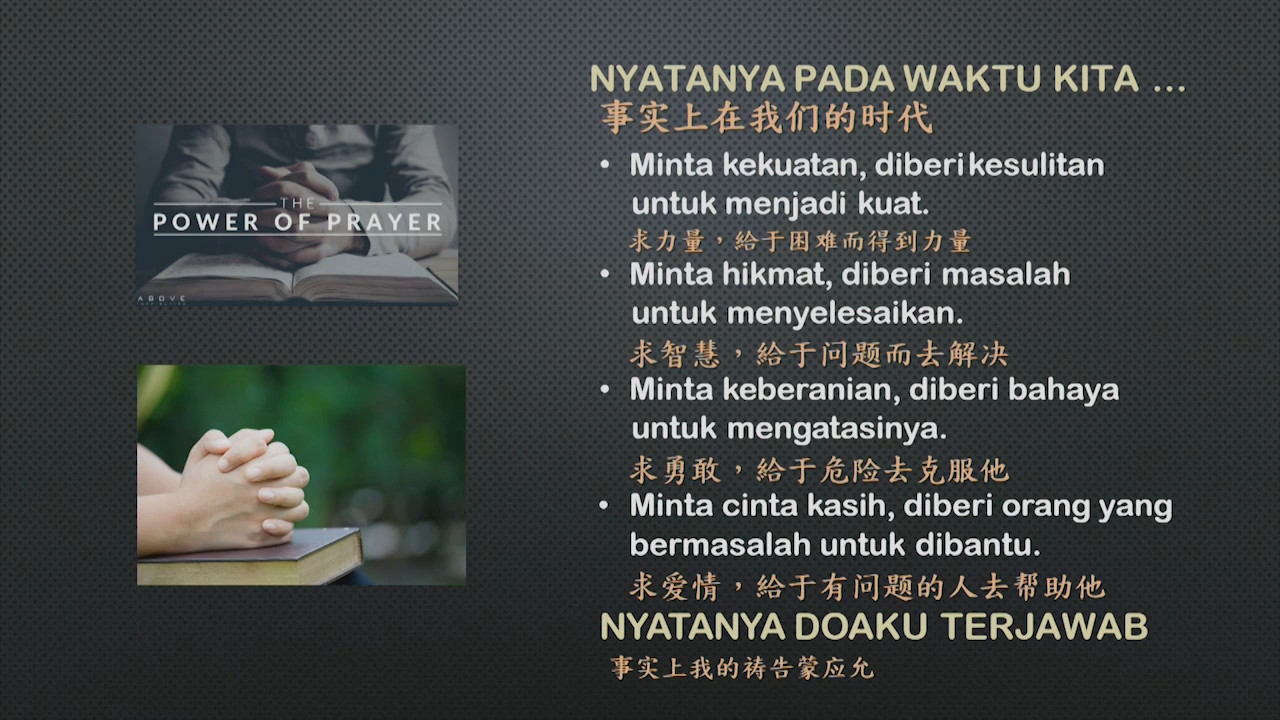 THE
POWER OF PRAYER
ABOVE
NYATANYA PADA WAKTU KITA ...
事实上在我们的时代
• Minta kekuatan, diberi kesulitan
untuk menjadi kuat.
求力量，給于困难而得到力量
• Minta hikmat, diberi masalah
untuk menyelesaikan.
求智慧，給于问题而去解决
• Minta keberanian, diberi bahaya
untuk mengatasinya.
求勇敢，給于危险去克服他
• Minta cinta kasih, diberi orang yang
bermasalah untuk dibantu.
求爱情，給于有问题的人去帮助他
NYATANYA DOAKU TERJAWAB
事实上我的祷告蒙应允